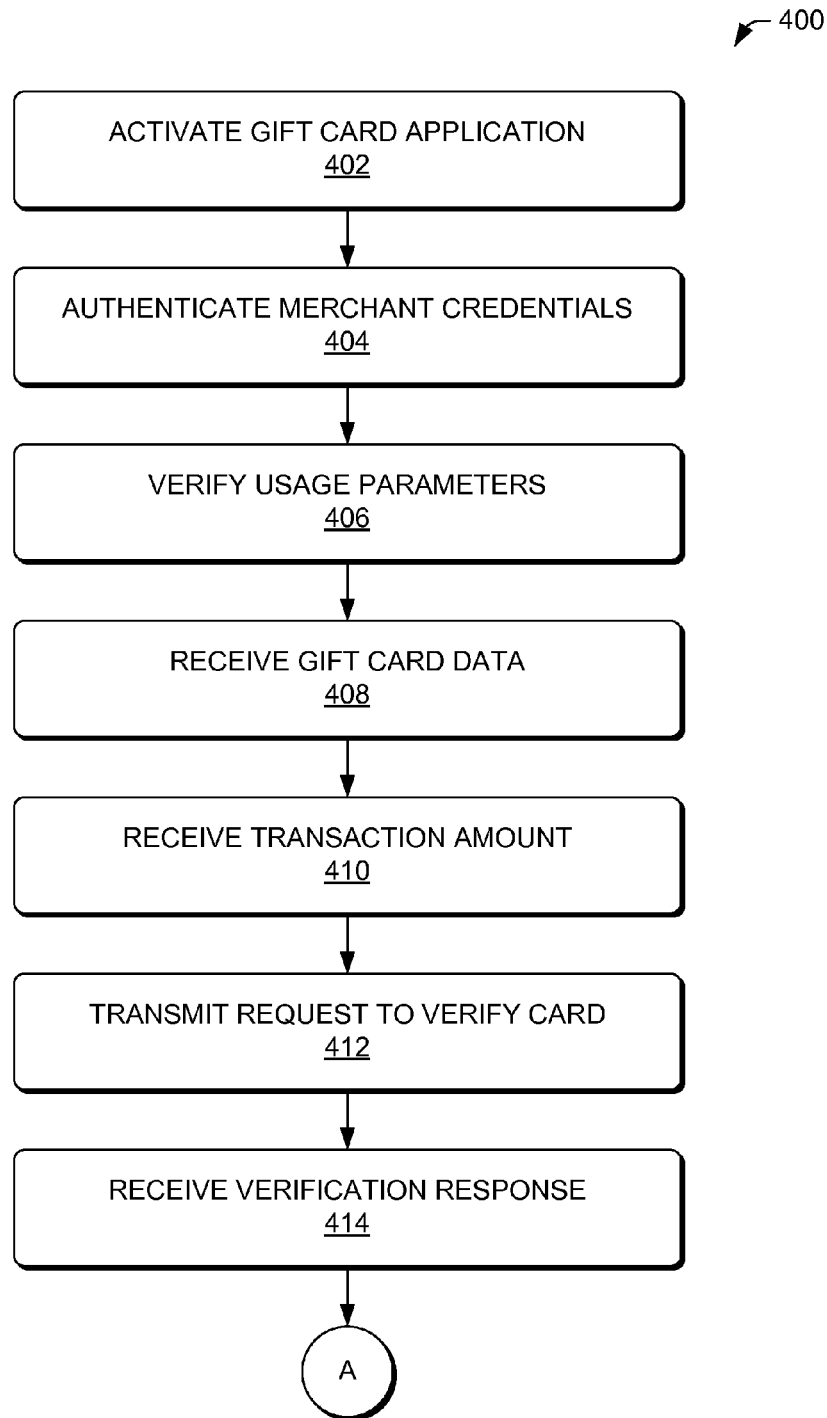 400
ACTIVATE GIFT CARD APPLICATION
402
AUTHENTICATE MERCHANT CREDENTIALS
404
VERIFY USAGE PARAMETERS
406
RECEIVE GIFT CARD DATA
408
RECEIVE TRANSACTION AMOUNT
410
TRANSMIT REQUEST TO VERIFY CARD
412
RECEIVE VERIFICATION RESPONSE
414
A